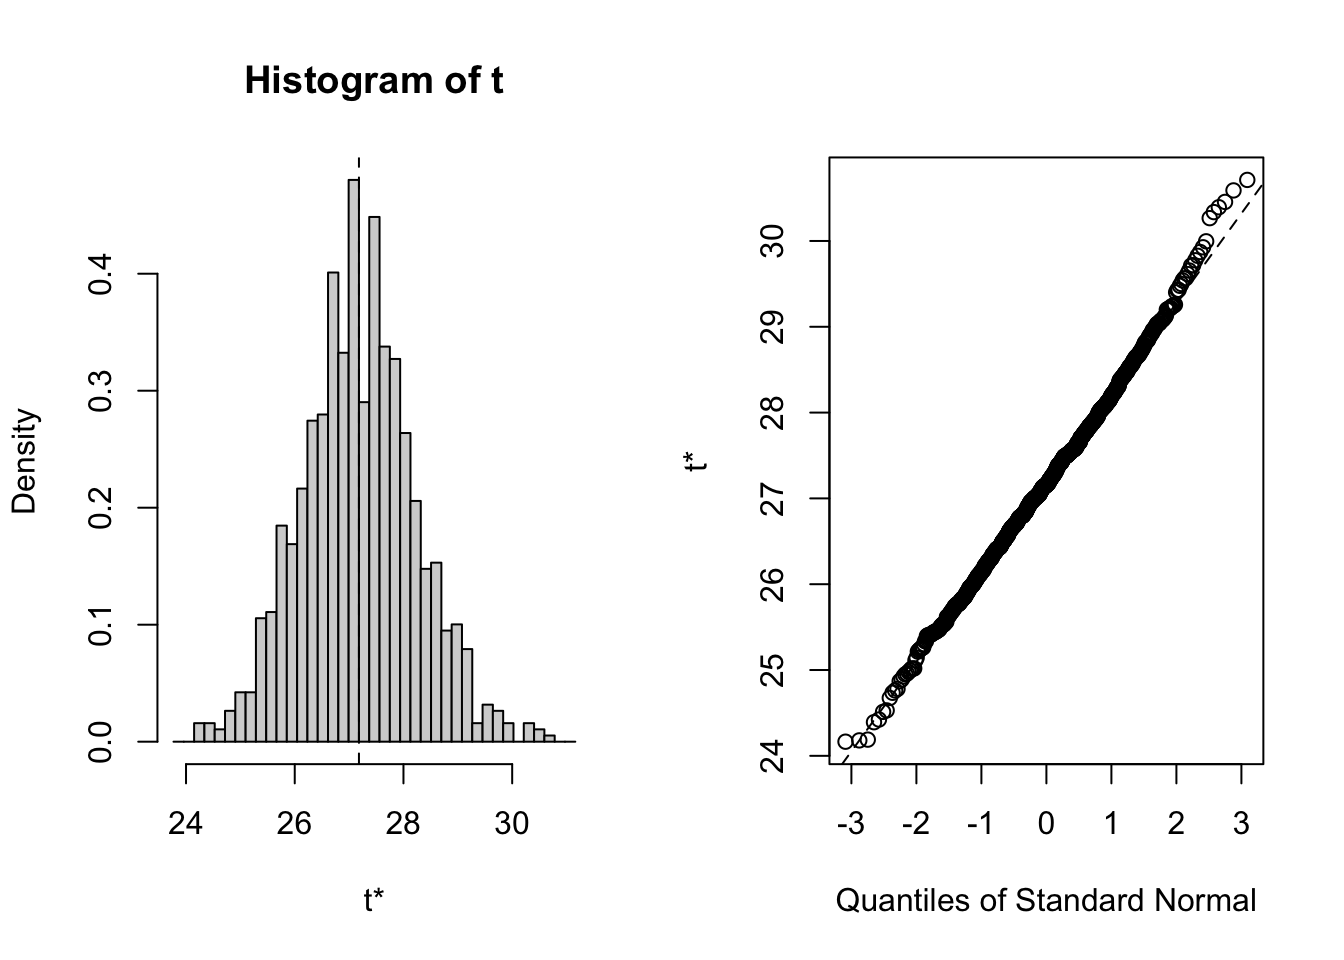 Histogram of t
Density
0.0 0.1 0.2 0.3 0.4
24 26 28 30
t*
t*
24 25 26 27 28 29 30
-3 -2 -1 0 1 2 3
Quantiles of Standard Normal